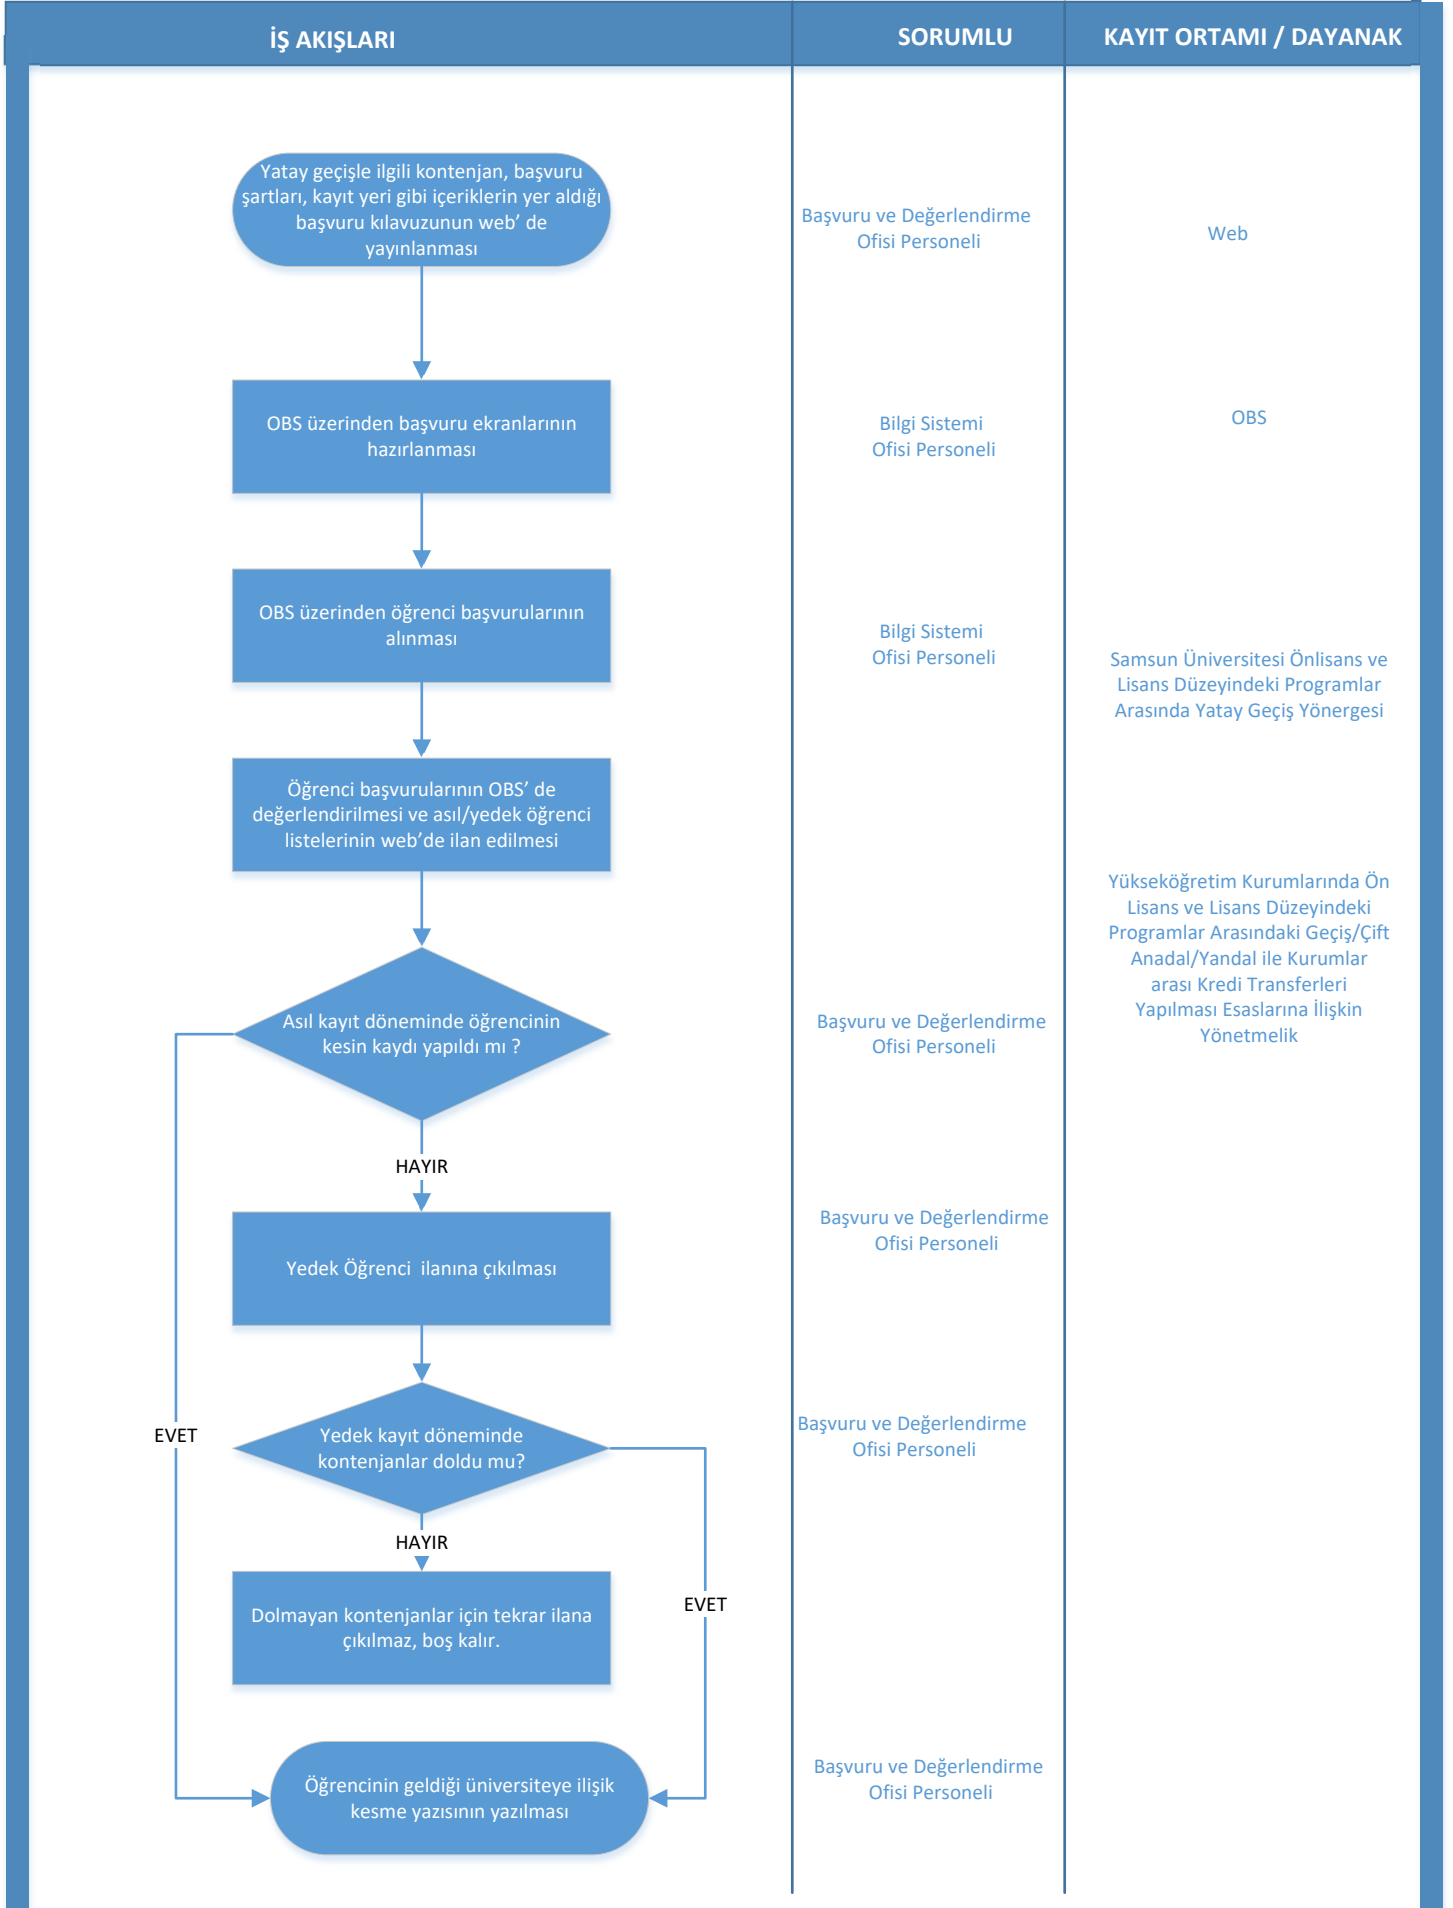 İŞ AKIŞLARI
SORUMLU
KAYIT ORTAMI / DAYANAK
Yatay geçişle ilgili kontenjan, başvuru
şartları, kayıt yeri gibi içeriklerin yer aldığı
başvuru kılavuzunun web’ de
yayınlanması
Başvuru ve Değerlendirme
Ofisi Personeli
Web
OBS üzerinden başvuru ekranlarının
hazırlanması
Bilgi Sistemi
Ofisi Personeli
OBS
OBS üzerinden öğrenci başvurularının
alınması
Bilgi Sistemi
Ofisi Personeli
Samsun Üniversitesi Önlisans ve
Lisans Düzeyindeki Programlar
Arasında Yatay Geçiş Yönergesi
Öğrenci başvurularının OBS’ de
değerlendirilmesi ve asıl/yedek öğrenci
listelerinin web’de ilan edilmesi
Yükseköğretim Kurumlarında Ön
Lisans ve Lisans Düzeyindeki
Programlar Arasındaki Geçiş/Çift
Anadal/Yandal ile Kurumlar
arası Kredi Transferleri
Yapılması Esaslarına İlişkin
Yönetmelik
Asıl kayıt döneminde öğrencinin
kesin kaydı yapıldı mı ?
Başvuru ve Değerlendirme
Ofisi Personeli
HAYIR
Yedek Öğrenci  ilanına çıkılması
Başvuru ve Değerlendirme
Ofisi Personeli
EVET
Yedek kayıt döneminde
kontenjanlar doldu mu?
Başvuru ve Değerlendirme
Ofisi Personeli
HAYIR
EVET
Dolmayan kontenjanlar için tekrar ilana
çıkılmaz, boş kalır.
Öğrencinin geldiği üniversiteye ilişik
kesme yazısının yazılması
Başvuru ve Değerlendirme
Ofisi Personeli